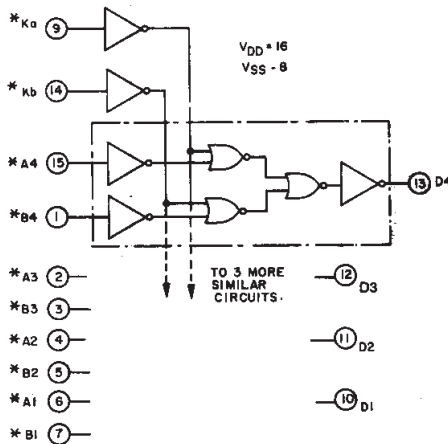 *Ka 9
VDD = 16
VSS - 8
*Kb 14
*A4 15
13 D4
*B4 1
*A3 2
TO 3 MORE
SIMILAR
CIRCUITS.
12 D3
*B3 3
*A2 4
11 D2
*B2 5
*A1 6
10 D1
*B1 7